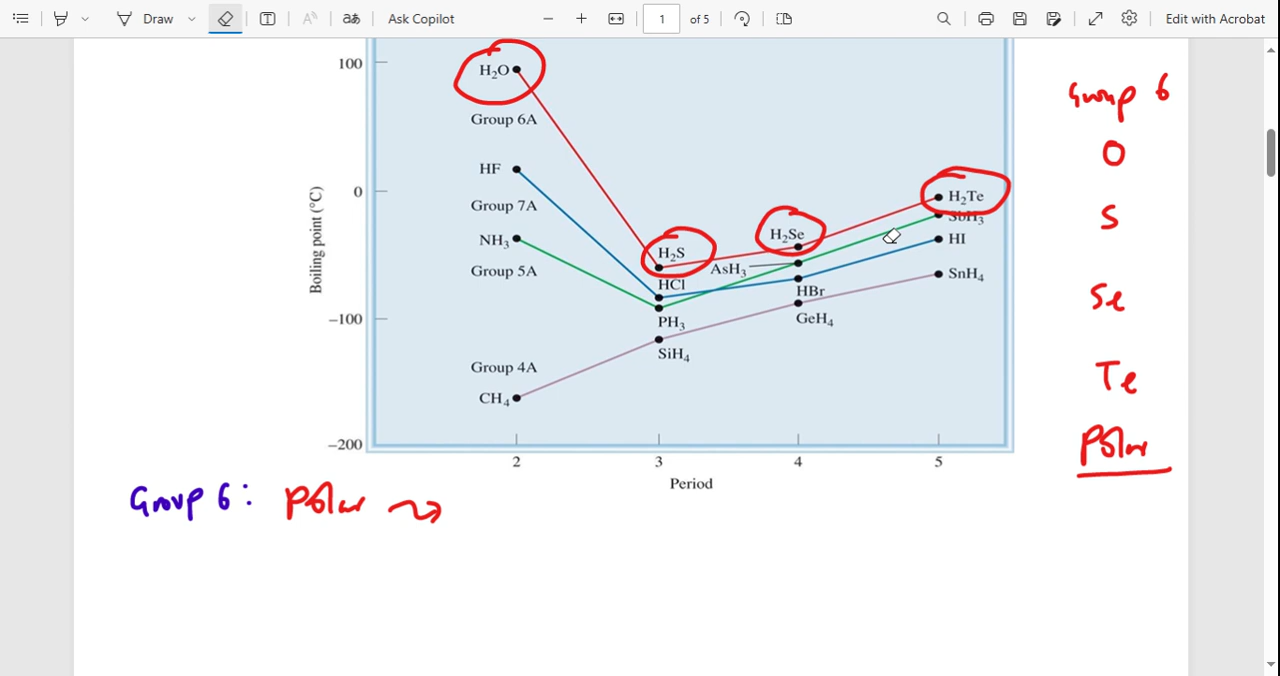 Draw
Ask Copilot
1 of 5
Edit with Acrobat
100
H₂O
Group 6A
HF
0
Group 7A
NH₃
Group 5A
H₂S
HCl
AsH₃
H₂Se
HBr
H₂Te
SbH₃
HI
SnH₄
−100
PH₃
GeH₄
SiH₄
Group 4A
CH₄
−200
2 3 4 5
Period
Boiling point (°C)
Group 6
O
S
Se
Te
Polar
Group 6: Polar